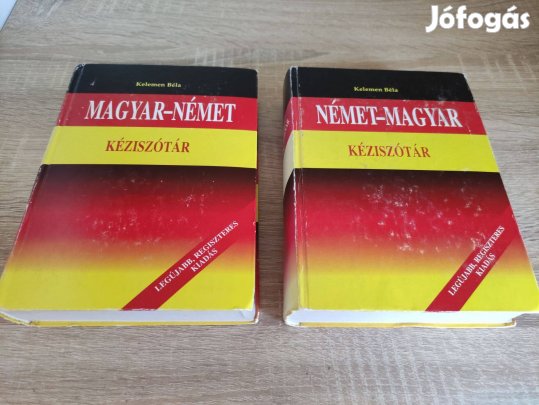 Jófogás
Kelemen Béla
MAGYAR–NÉMET
KÉZISZÓTÁR
LEGÚJABB, REGISZTERES
KIADÁS
Kelemen Béla
NÉMET–MAGYAR
KÉZISZÓTÁR
LEGÚJABB, REGISZTERES
KIADÁS